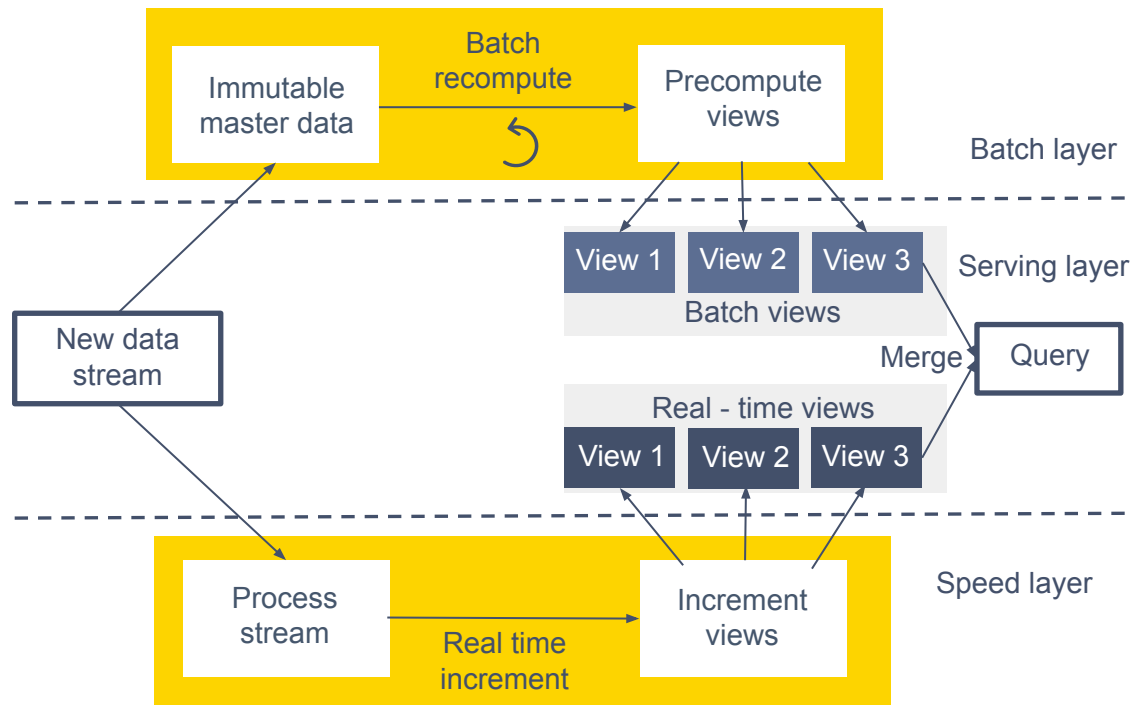 Batch
recompute
Immutable
master data
Precompute
views
Batch layer
View 1
View 2
View 3
Serving layer
Batch views
New data
stream
Merge
Query
Real - time views
View 1
View 2
View 3
Speed layer
Process
stream
Increment
views
Real time
increment